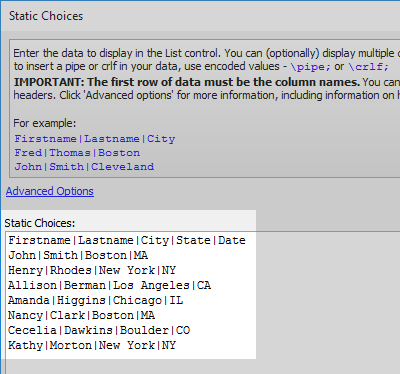 Static Choices
Enter the data to display in the List control. You can (optionally) display multiple
to insert a pipe or crlf in your data, use encoded values - \pipe; or \crlf;
IMPORTANT: The first row of data must be the column names. You can
headers. Click 'Advanced options' for more information, including information on
For example:
Firstname|Lastname|City
Fred|Thomas|Boston
John|Smith|Cleveland
Advanced Options
Static Choices:
Firstname|Lastname|City|State|Date
John|Smith|Boston|MA
Henry|Rhodes|New York|NY
Allison|Berman|Los Angeles|CA
Amanda|Higgins|Chicago|IL
Nancy|Clark|Boston|MA
Cecelia|Dawkins|Boulder|CO
Kathy|Morton|New York|NY